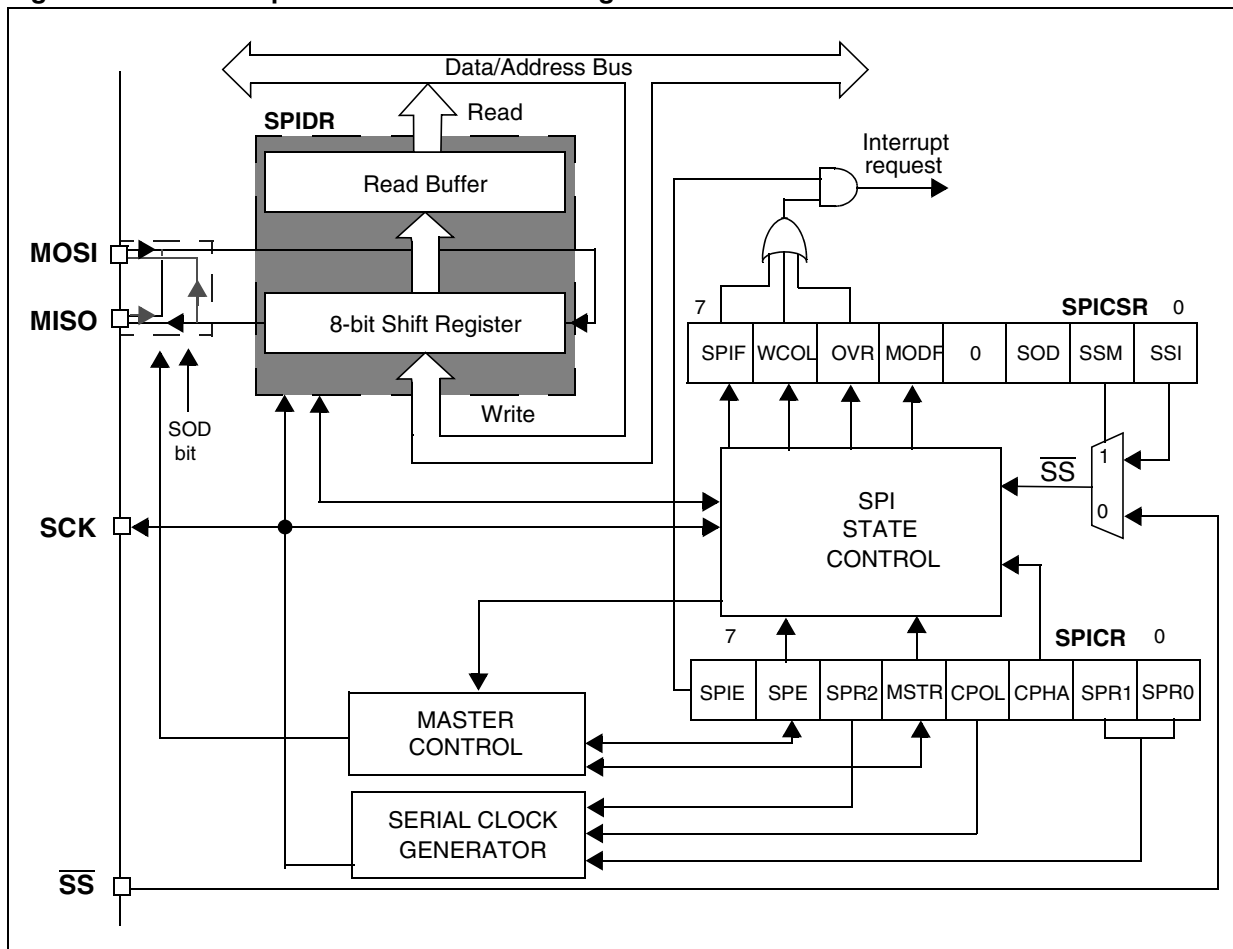 Data/Address Bus
SPIDR
Read
Read Buffer
Interrupt
request
MOSI
MISO
8-bit Shift Register
7
SPICSR
0
SPIF
WCOL
OVR
MODF
0
SOD
SSM
SSI
Write
SOD
bit
1
SS
0
SCK
SPI
STATE
CONTROL
7
SPICR
0
SPIE
SPE
SPR2
MSTR
CPOL
CPHA
SPR1
SPR0
MASTER
CONTROL
SERIAL CLOCK
GENERATOR
SS